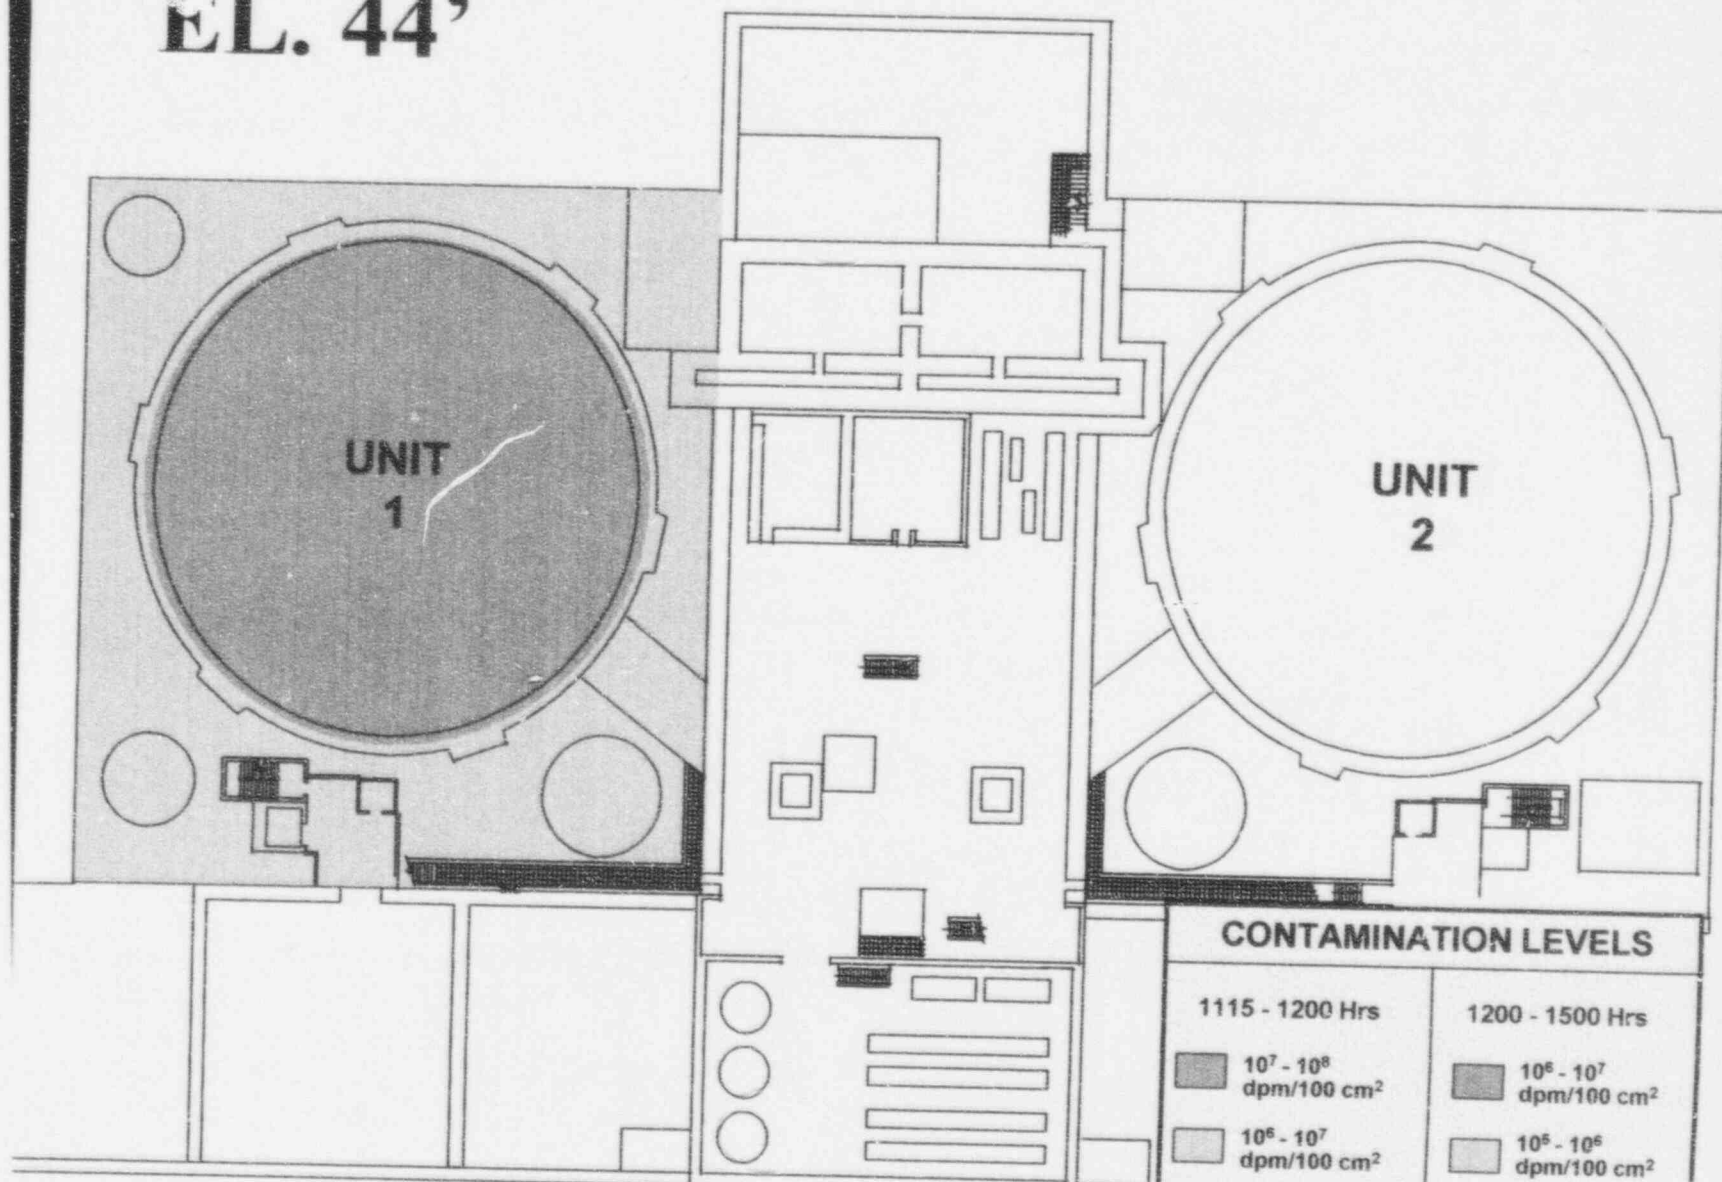 EL. 44’
UNIT
1
UNIT
2
CONTAMINATION LEVELS
1115 - 1200 Hrs
1200 - 1500 Hrs
10⁷ - 10⁸
dpm/100 cm²
10⁶ - 10⁷
dpm/100 cm²
10⁶ - 10⁷
dpm/100 cm²
10⁵ - 10⁶
dpm/100 cm²